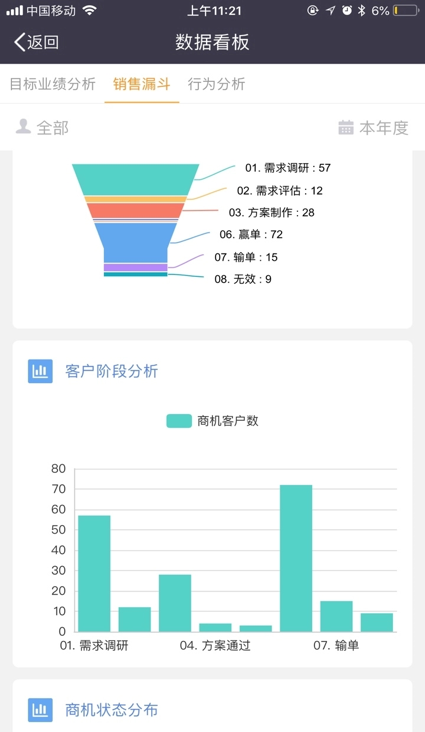 中国移动 上午11:21 6%
返回 数据看板
目标业绩分析 销售漏斗 行为分析
全部 本年度
01. 需求调研 : 57
02. 需求评估 : 12
03. 方案制作 : 28
06. 赢单 : 72
07. 输单 : 15
08. 无效 : 9
客户阶段分析
商机客户数
80
70
60
50
40
30
20
10
0
01. 需求调研 04. 方案通过 07. 输单
商机状态分布